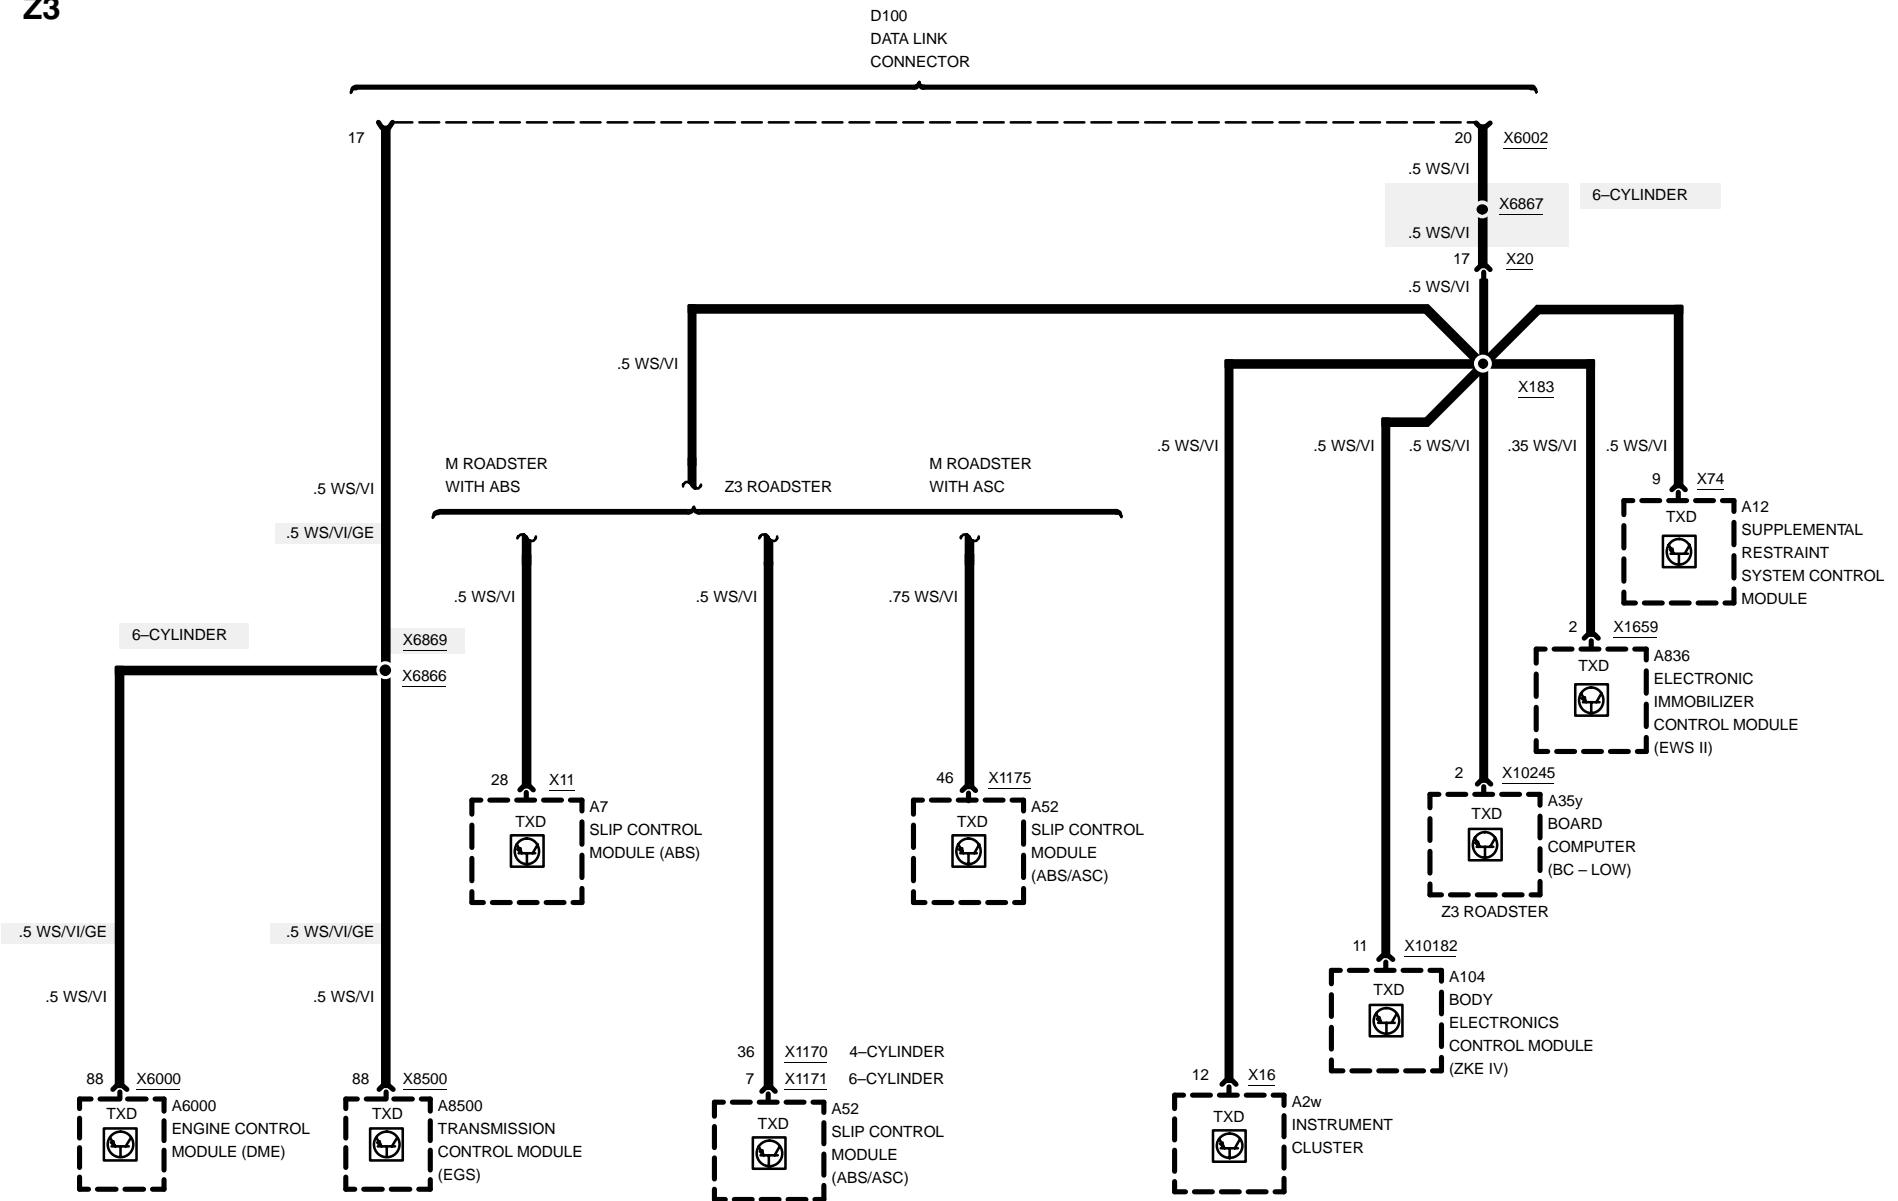 Z3
D100
DATA LINK
CONNECTOR
17
20 X6002
.5 WS/VI
6–CYLINDER
X6867
.5 WS/VI
17 X20
.5 WS/VI
.5 WS/VI
X183
.5 WS/VI
.5 WS/VI
.5 WS/VI
.35 WS/VI
.5 WS/VI
M ROADSTER
WITH ABS
Z3 ROADSTER
M ROADSTER
WITH ASC
.5 WS/VI
.5 WS/VI/GE
9 X74
TXD
A12
SUPPLEMENTAL
RESTRAINT
SYSTEM CONTROL
MODULE
.5 WS/VI
.5 WS/VI
.75 WS/VI
6–CYLINDER
X6869
X6866
2 X1659
TXD
A836
ELECTRONIC
IMMOBILIZER
CONTROL MODULE
(EWS II)
28 X11
TXD
A7
SLIP CONTROL
MODULE (ABS)
46 X1175
TXD
A52
SLIP CONTROL
MODULE
(ABS/ASC)
2 X10245
TXD
A35y
BOARD
COMPUTER
(BC – LOW)
Z3 ROADSTER
.5 WS/VI/GE
.5 WS/VI/GE
.5 WS/VI
.5 WS/VI
11 X10182
TXD
A104
BODY
ELECTRONICS
CONTROL MODULE
(ZKE IV)
88 X6000
TXD
A6000
ENGINE CONTROL
MODULE (DME)
88 X8500
TXD
A8500
TRANSMISSION
CONTROL MODULE
(EGS)
36 X1170 4–CYLINDER
7 X1171 6–CYLINDER
TXD
A52
SLIP CONTROL
MODULE
(ABS/ASC)
12 X16
TXD
A2w
INSTRUMENT
CLUSTER